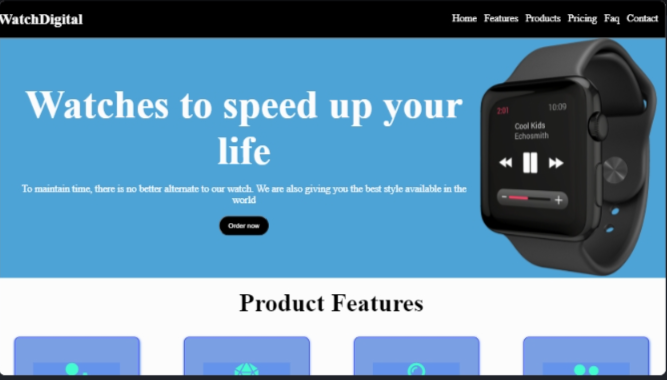 WatchDigital
Home Features Products Pricing Faq Contact
Watches to speed up your
life
To maintain time, there is no better alternate to our watch. We are also giving you the best style available in the
world
Order now
2:01 10:09
Cool Kids
Echosmith
Product Features